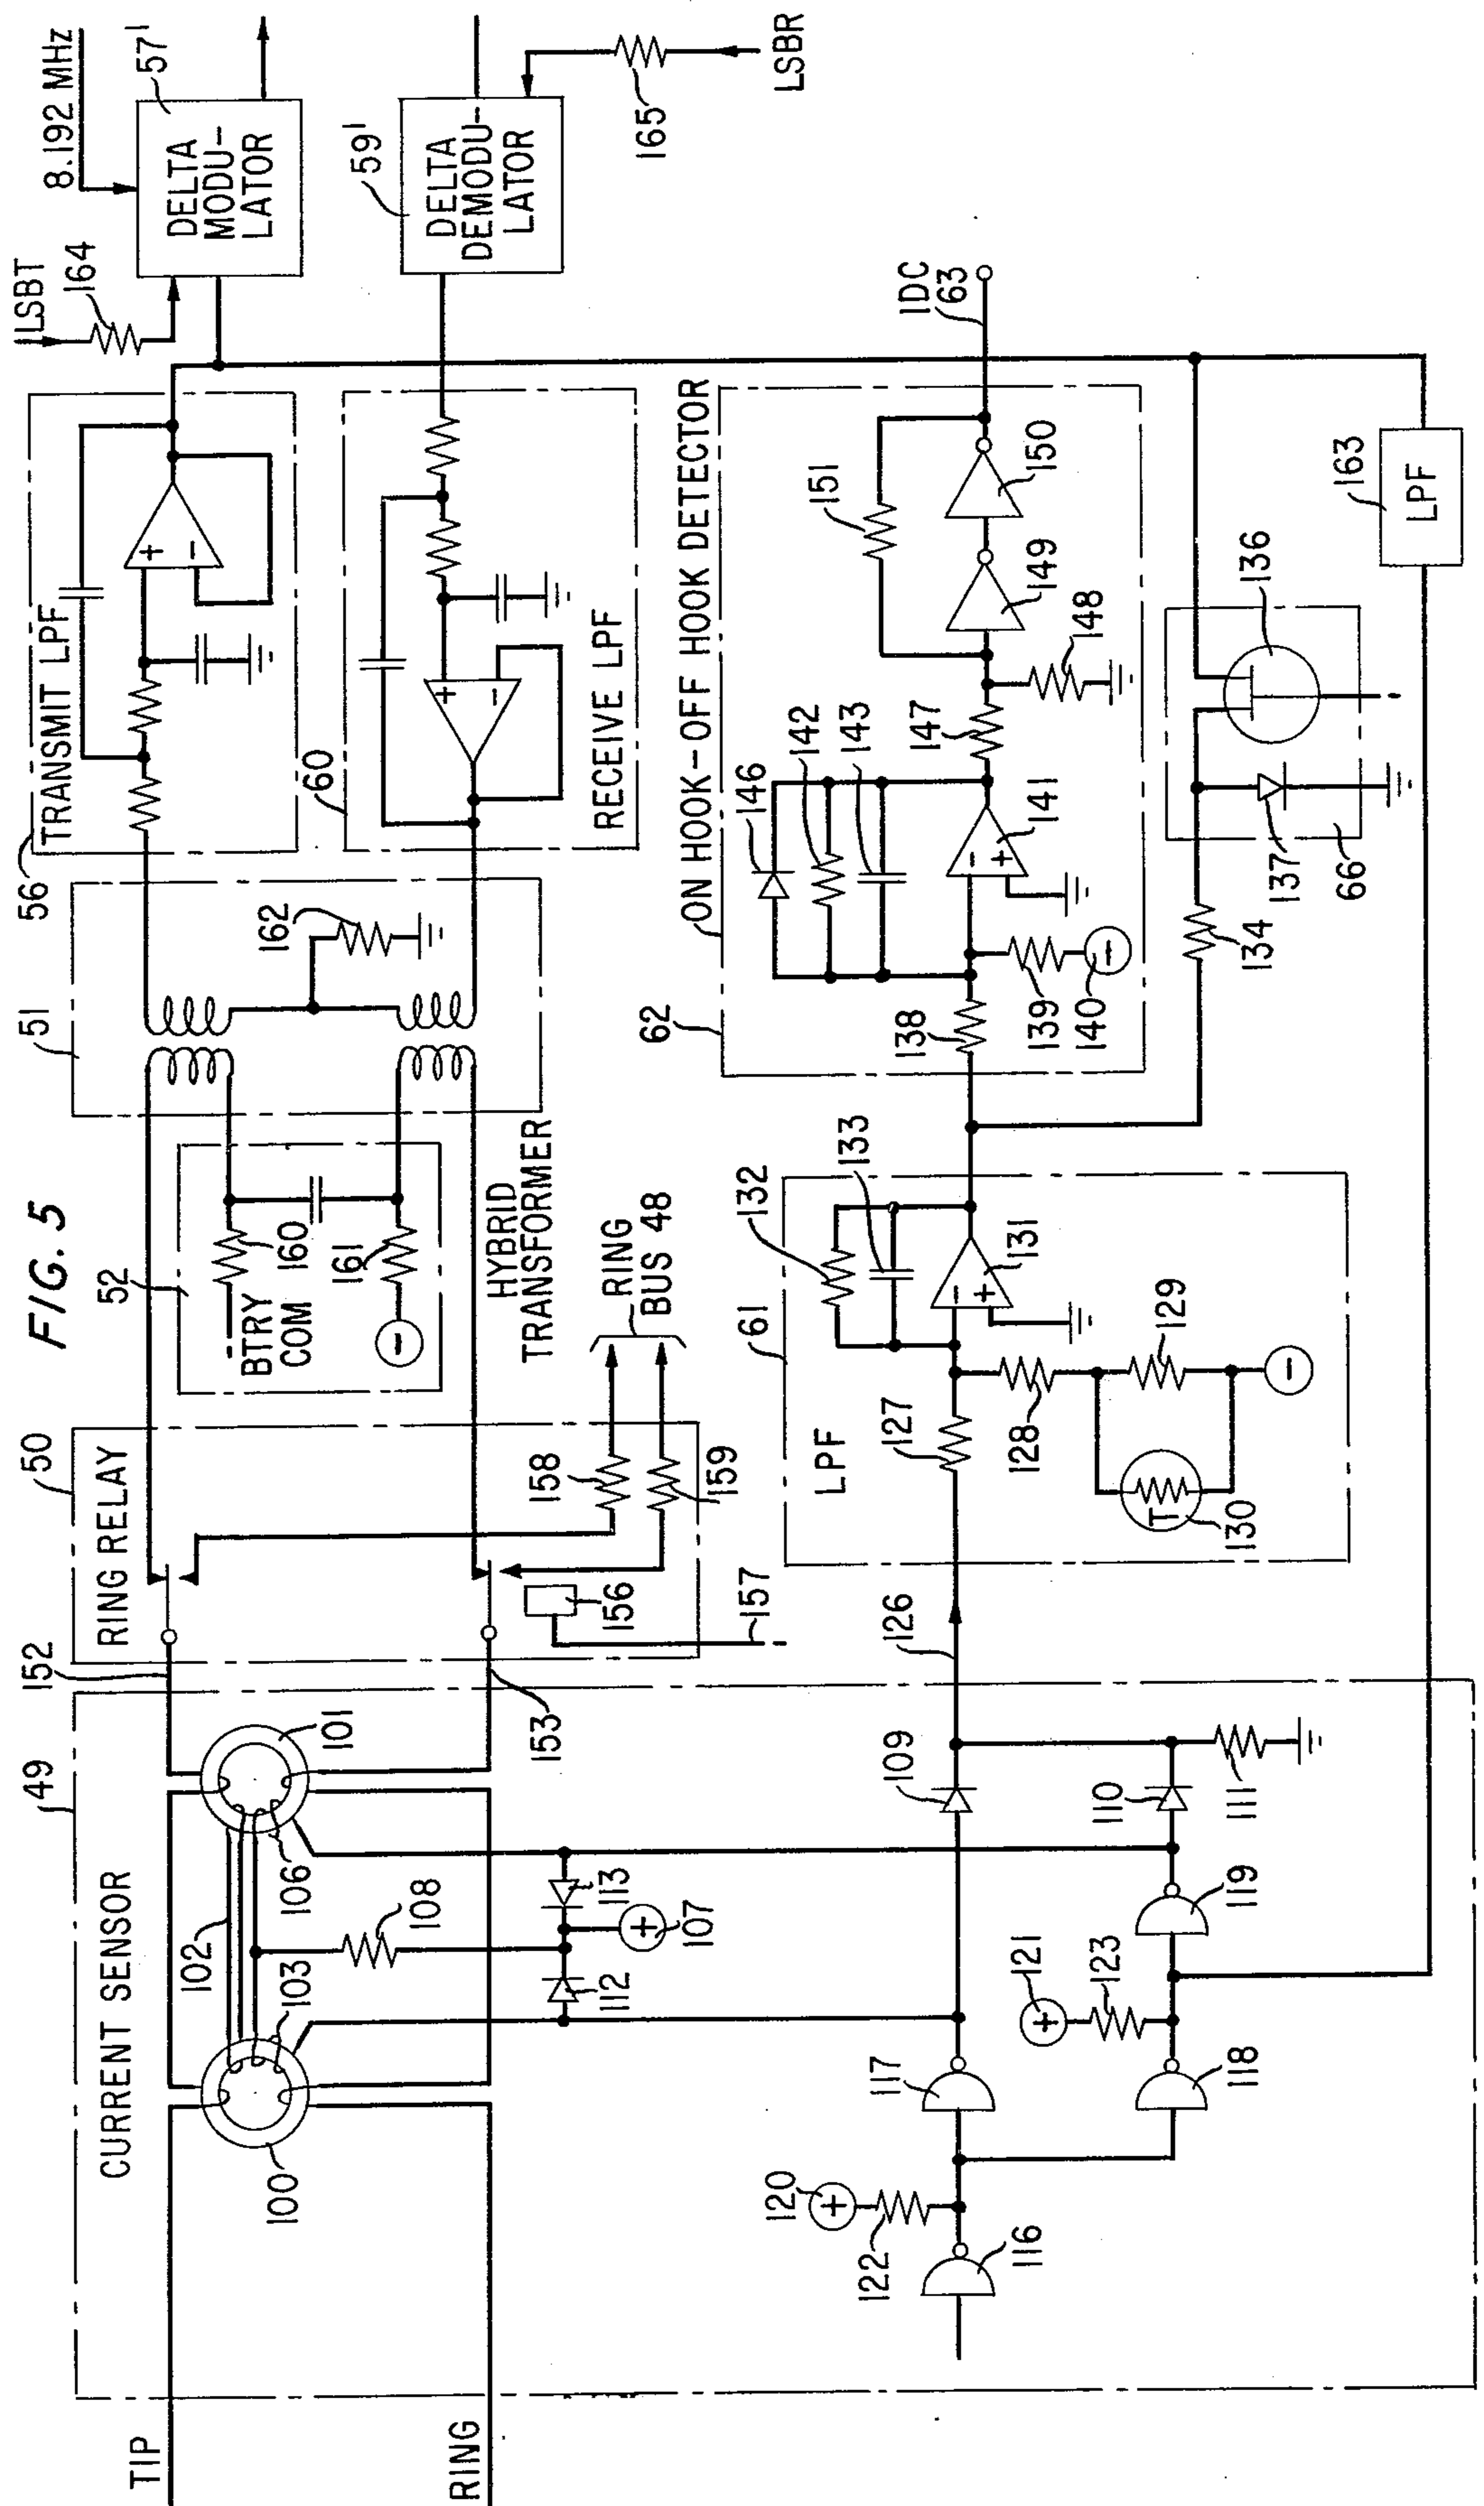 FIG. 5
TIP
RING
49
CURRENT SENSOR
100
101
102
103
106
108
107
112
113
152
153
50
RING RELAY
156
157
158
159
RING
BUS 48
52
BTRY
COM
160
161
HYBRID
TRANSFORMER
51
162
56
TRANSMIT LPF
60
RECEIVE LPF
LSBT
164
8.192 MHz
57'
DELTA
MODU-
LATOR
59'
DELTA
DEMODU-
LATOR
165
LSBR
116
120
122
117
118
121
123
119
109
110
111
126
61
LPF
127
128
129
T
130
131
132
133
62
ON HOOK-OFF HOOK DETECTOR
138
139
140
141
142
143
146
147
148
149
150
151
IDC
63
134
137
66
136
163
LPF